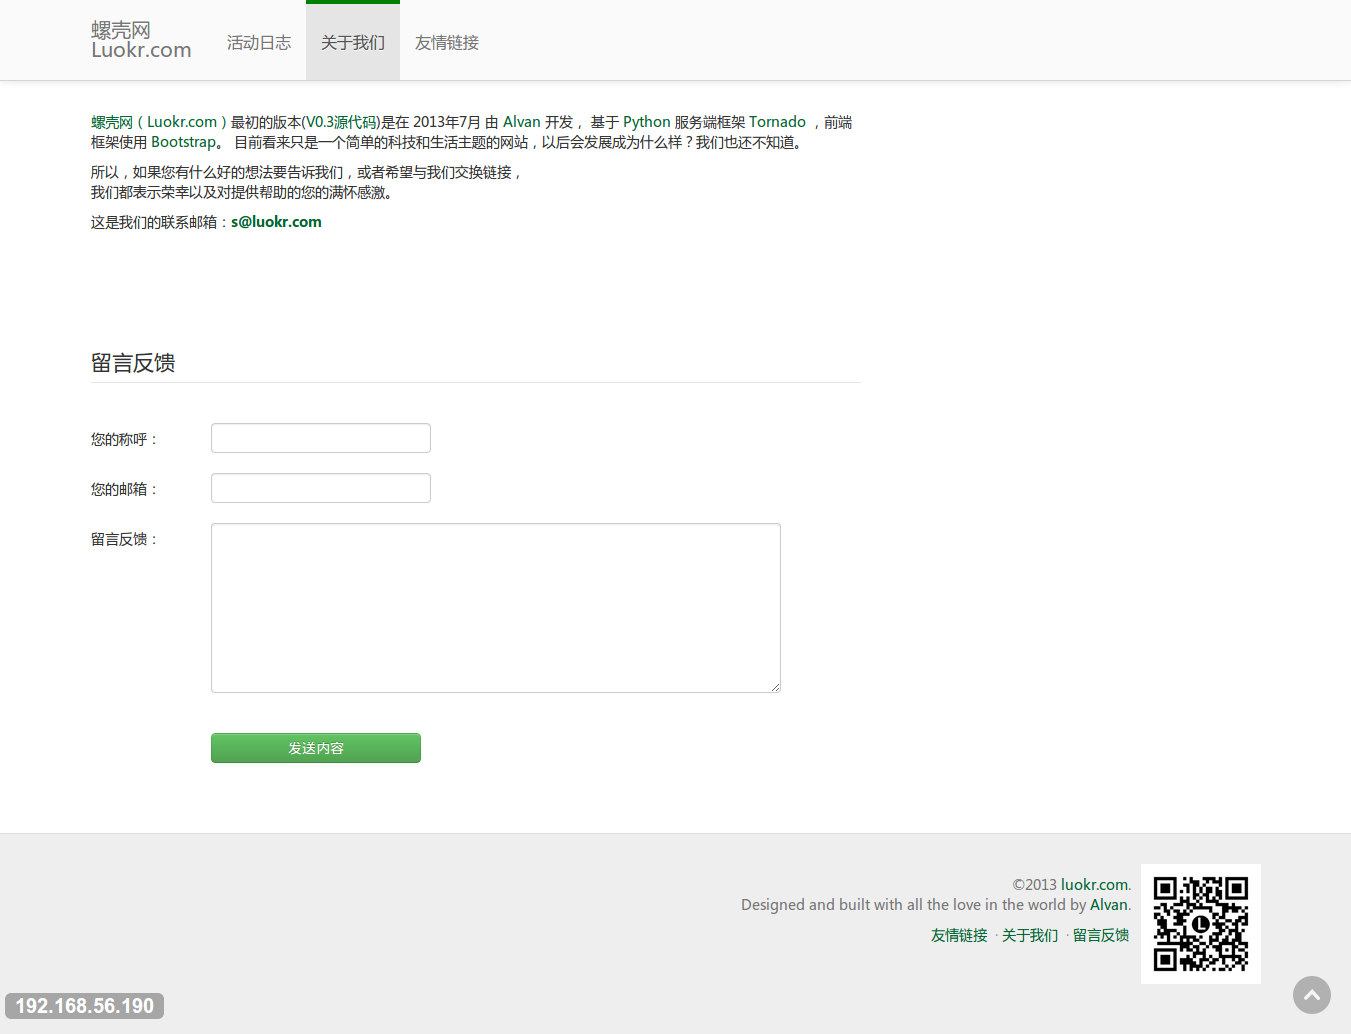 螺壳网
Luokr.com
活动日志
关于我们
友情链接
螺壳网（Luokr.com）最初的版本(V0.3源代码)是在 2013年7月 由 Alvan 开发， 基于 Python 服务端框架 Tornado ，前端
框架使用 Bootstrap。 目前看来只是一个简单的科技和生活主题的网站，以后会发展成为什么样？我们也还不知道。
所以，如果您有什么好的想法要告诉我们，或者希望与我们交换链接，
我们都表示荣幸以及对提供帮助的您的满怀感激。
这是我们的联系邮箱：s@luokr.com
留言反馈
您的称呼：
您的邮箱：
留言反馈：
发送内容
©2013 luokr.com.
Designed and built with all the love in the world by Alvan.
友情链接 · 关于我们 · 留言反馈
L
192.168.56.190